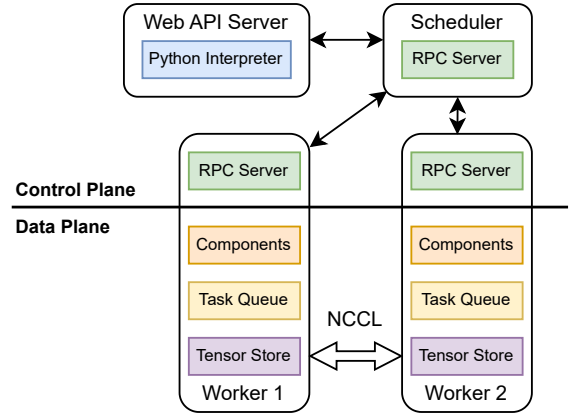 Web API Server
Scheduler
Python Interpreter
RPC Server
RPC Server
RPC Server
Control Plane
Data Plane
Components
Components
Task Queue
Task Queue
NCCL
Tensor Store
Tensor Store
Worker 1
Worker 2